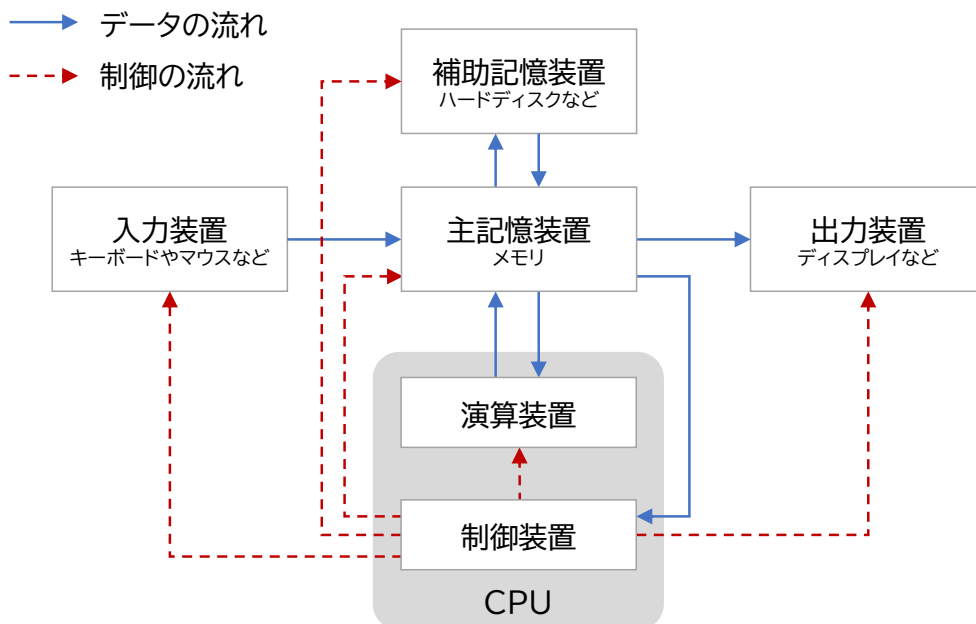 データの流れ
制御の流れ
補助記憶装置
ハードディスクなど
入力装置
キーボードやマウスなど
主記憶装置
メモリ
出力装置
ディスプレイなど
演算装置
制御装置
CPU